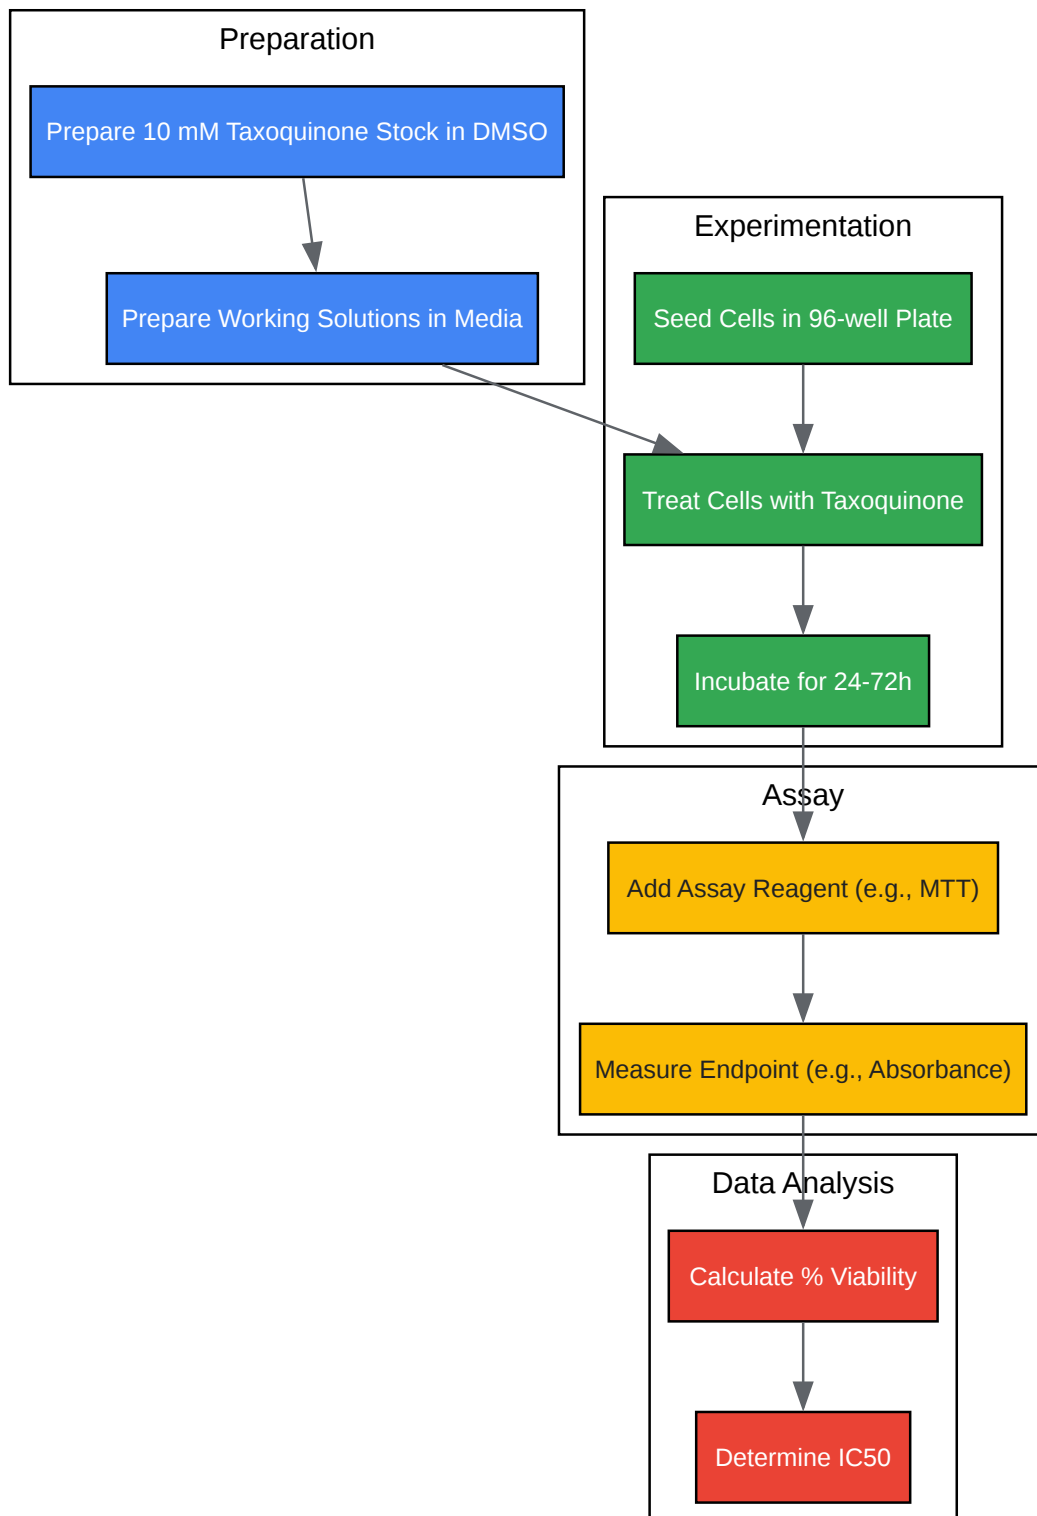 Preparation
Prepare 10 mM Taxoquinone Stock in DMSO
Prepare Working Solutions in Media
Experimentation
Seed Cells in 96-well Plate
Treat Cells with Taxoquinone
Incubate for 24-72h
Assay
Add Assay Reagent (e.g., MTT)
Measure Endpoint (e.g., Absorbance)
Data Analysis
Calculate % Viability
Determine IC50